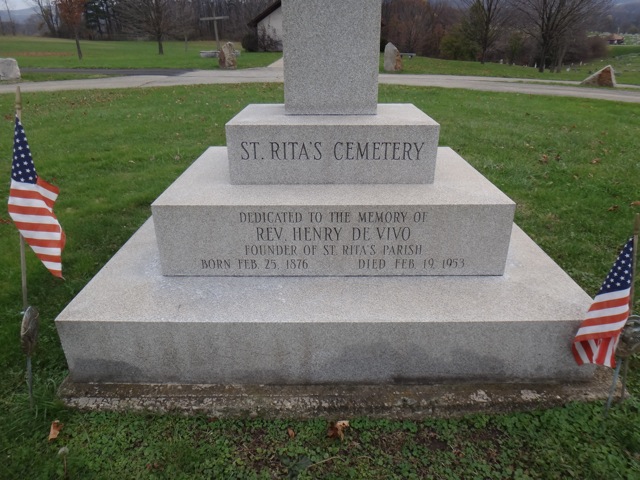 ST. RITA'S CEMETERY
DEDICATED TO THE MEMORY OF
REV. HENRY DE VIVO
FOUNDER OF ST. RITA'S PARISH
BORN FEB. 25, 1876 DIED FEB. 19, 1953